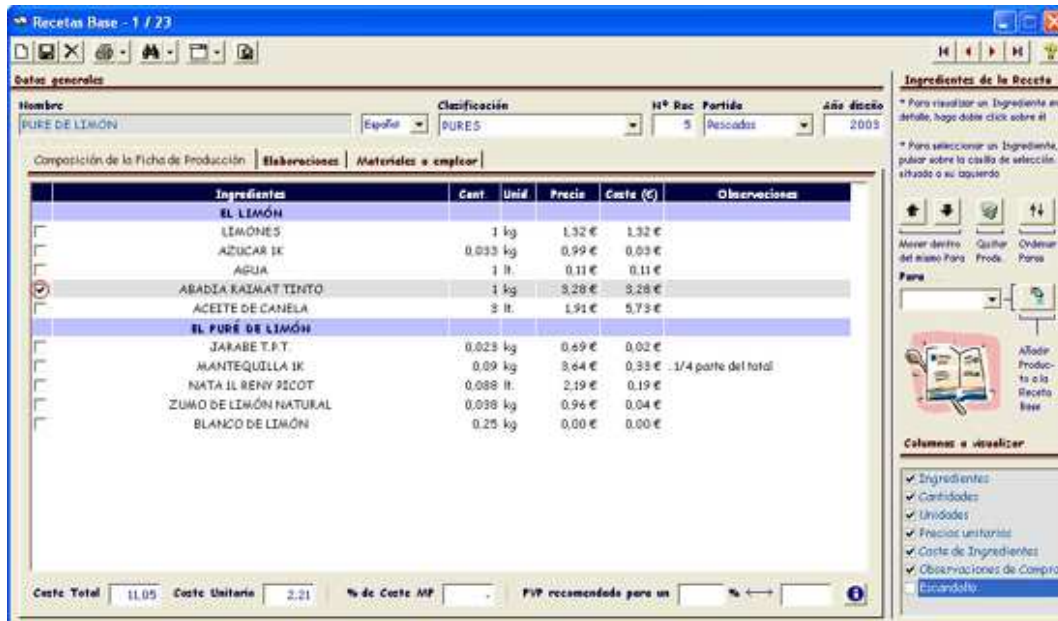 Recetas Base - 1 / 23
Datos generales
Nombre Clasificación Nº Rac Partida Año diseño
PURE DE LIMÓN Español PURES 5 Pescados 2003
Composición de la Ficha de Producción Elaboraciones Materiales a emplear
Ingredientes Cant Unid Precio Coste (€) Observaciones
EL LIMÓN
LIMONES 1 kg 1,32 € 1,32 €
AZUCAR 1K 0,033 kg 0,99 € 0,03 €
AGUA 1 lt. 0,11 € 0,11 €
ABADIA RAIMAT TINTO 1 kg 3,28 € 3,28 €
ACEITE DE CANELA 3 lt. 1,91 € 5,73 €
EL PURÉ DE LIMÓN
JARABE T.P.T. 0,023 kg 0,69 € 0,02 €
MANTEQUILLA 1K 0,09 kg 3,64 € 0,33 € ..1/4 parte del total
NATA 1L RENY PICOT 0,088 lt. 2,19 € 0,19 €
ZUMO DE LIMÓN NATURAL 0,038 kg 0,96 € 0,04 €
BLANCO DE LIMÓN 0,25 kg 0,00 € 0,00 €
Coste Total 11,05 Coste Unitario 2,21 % de Coste MP - PVP recomendado para un %
Ingredientes de la Receta
* Para visualizar un Ingrediente en
detalle, haga doble click sobre él
* Para seleccionar un Ingrediente,
pulsar sobre la casilla de selección
situada a su izquierda
Mover dentro Quitar Ordenar
del mismo Para Prods. Paras
Para
Añadir
Produc-
to a la
Receta
Base
Columnas a visualizar
Ingredientes
Cantidades
Unidades
Precios unitarios
Coste de Ingredientes
Observaciones de Compra
Escandallo